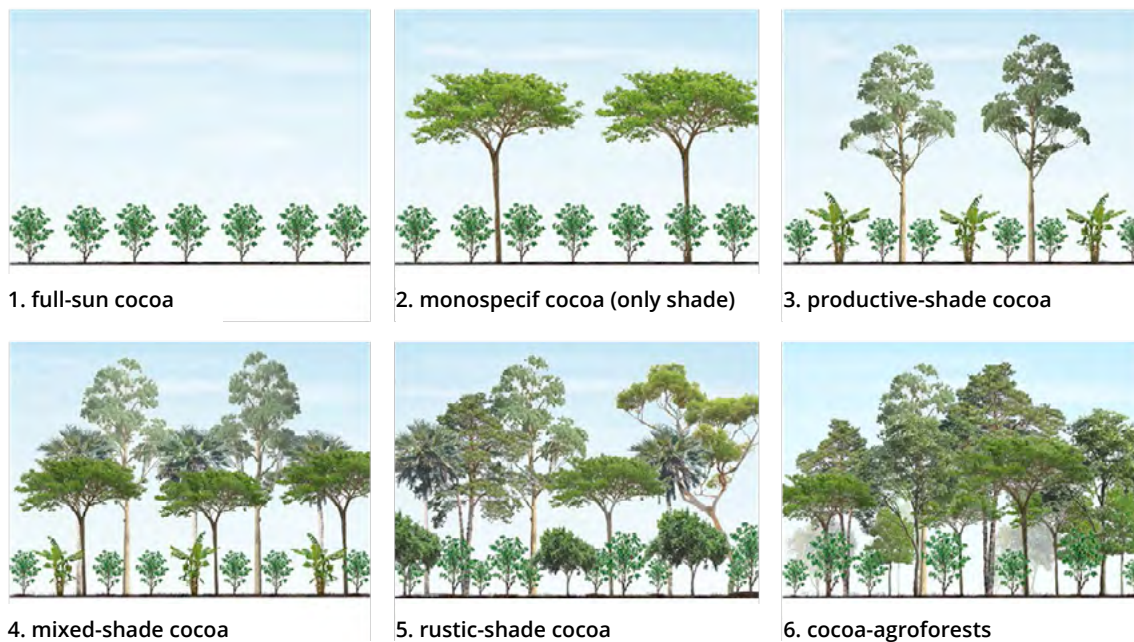 1. full-sun cocoa
2. monospecif cocoa (only shade)
3. productive-shade cocoa
4. mixed-shade cocoa
5. rustic-shade cocoa
6. cocoa-agroforests